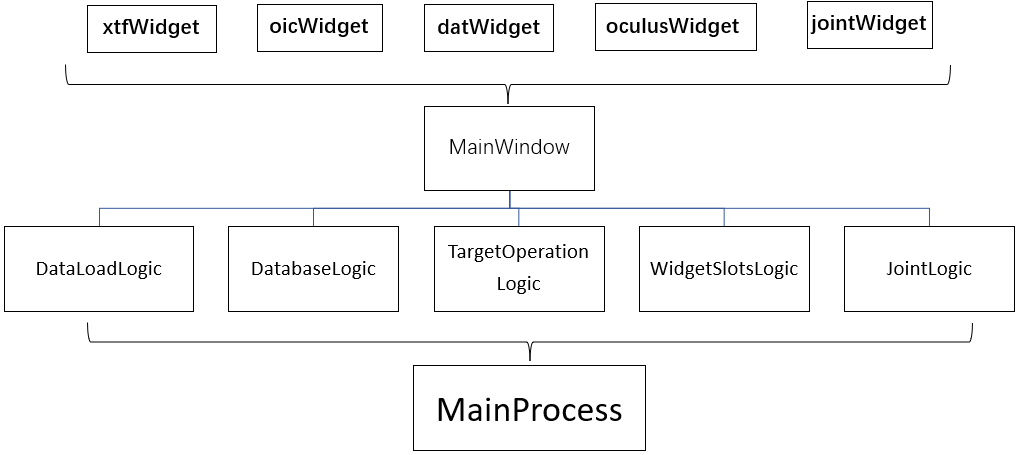 xtfWidget
oicWidget
datWidget
oculusWidget
jointWidget
MainWindow
DataLoadLogic
DatabaseLogic
TargetOperation
Logic
WidgetSlotsLogic
JointLogic
MainProcess